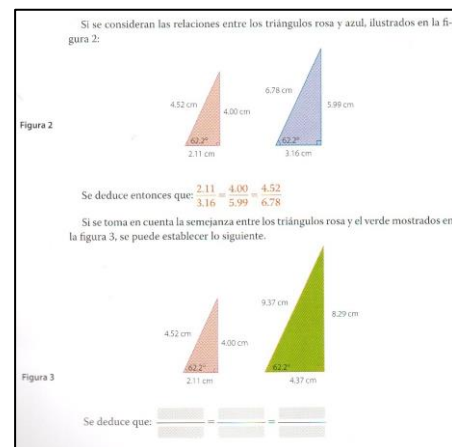 Si se consideran las relaciones entre los triángulos rosa y azul, ilustrados en la fi-
gura 2:
4.52 cm
4.00 cm
62.2°
2.11 cm
6.78 cm
5.99 cm
62.2°
3.16 cm
Figura 2
Se deduce entonces que: 2.11/3.16 = 4.00/5.99 = 4.52/6.78
Si se toma en cuenta la semejanza entre los triángulos rosa y el verde mostrados en
la figura 3, se puede establecer lo siguiente.
4.52 cm
4.00 cm
62.2°
2.11 cm
9.37 cm
8.29 cm
62.2°
4.37 cm
Figura 3
Se deduce que: = =